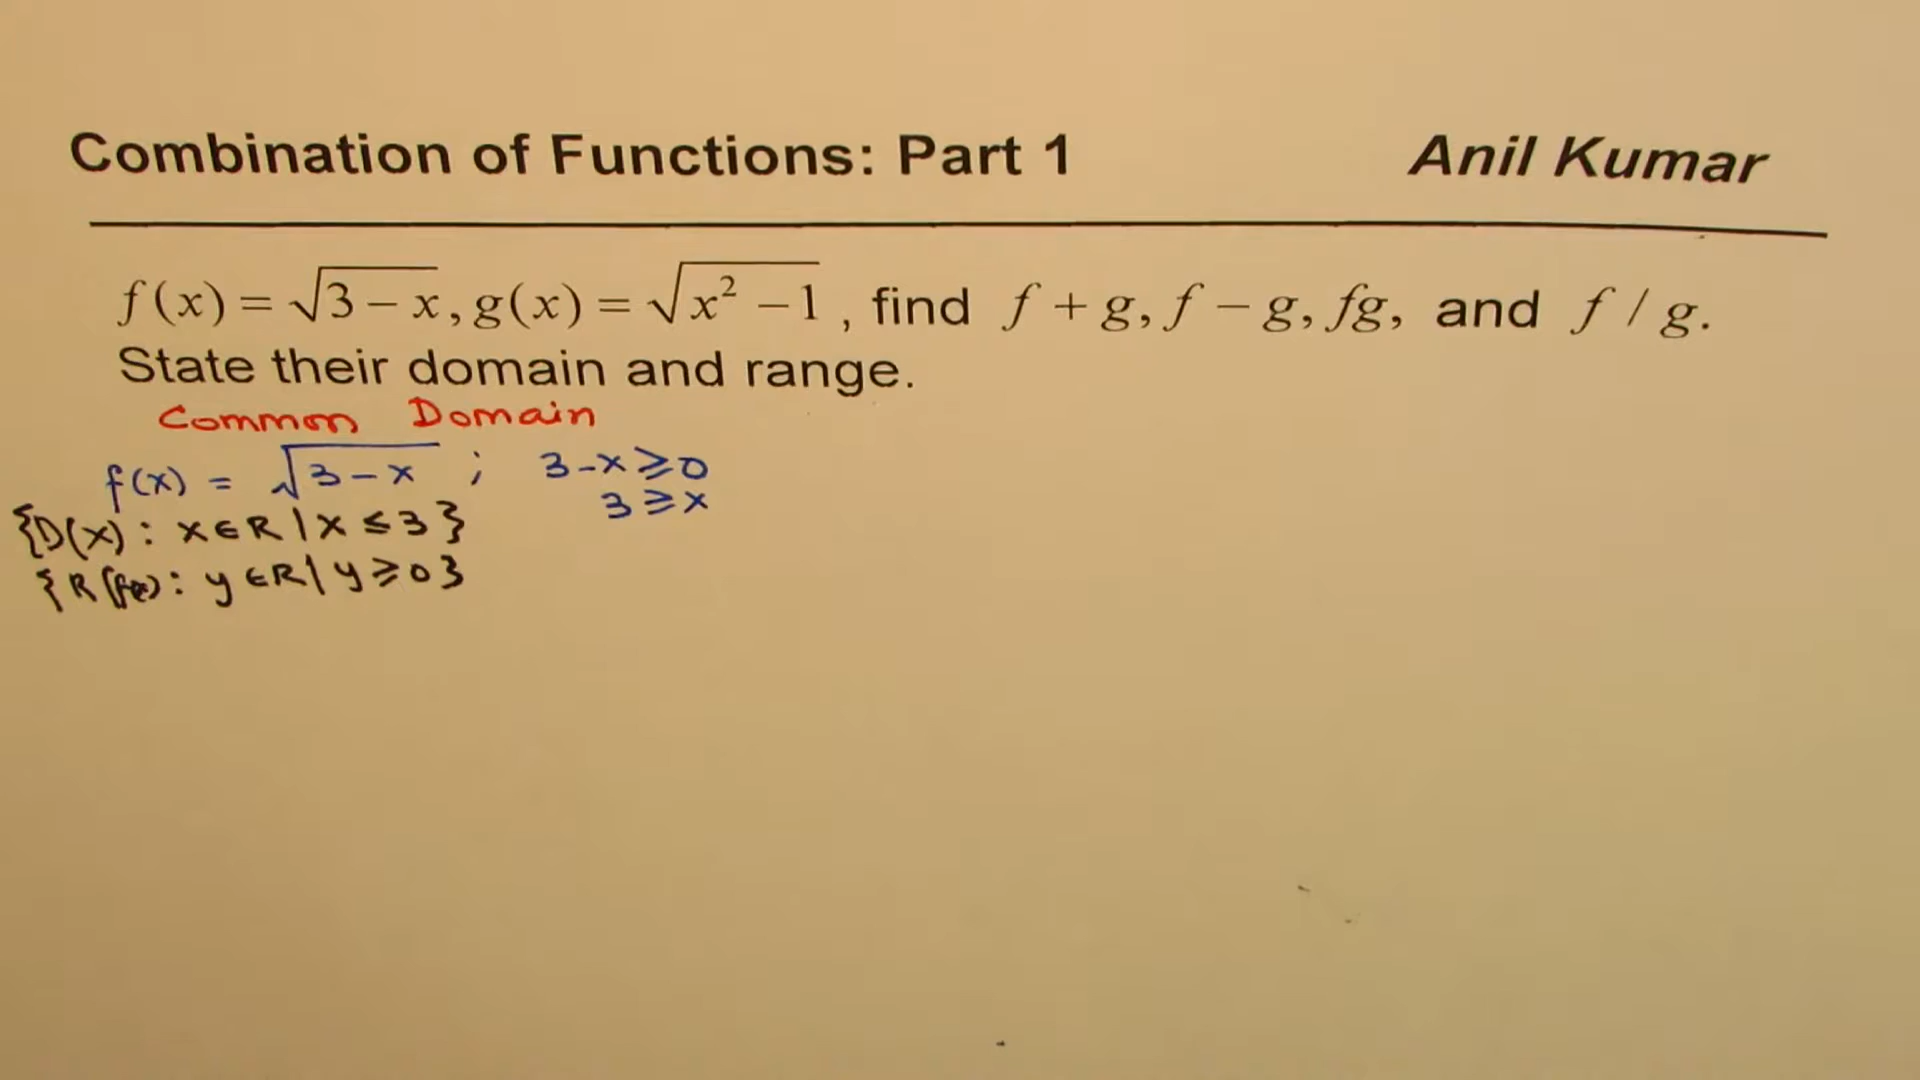 Combination of Functions: Part 1 Anil Kumar
f(x) = √3 − x, g(x) = √x² − 1, find f + g, f − g, fg, and f / g.
State their domain and range.
Common Domain
f(x) = √3 − x ; 3 − x ≥ 0
3 ≥ x
{D(x) : x ∈ R | x ≤ 3}
{R(fx) : y ∈ R | y ≥ 0}